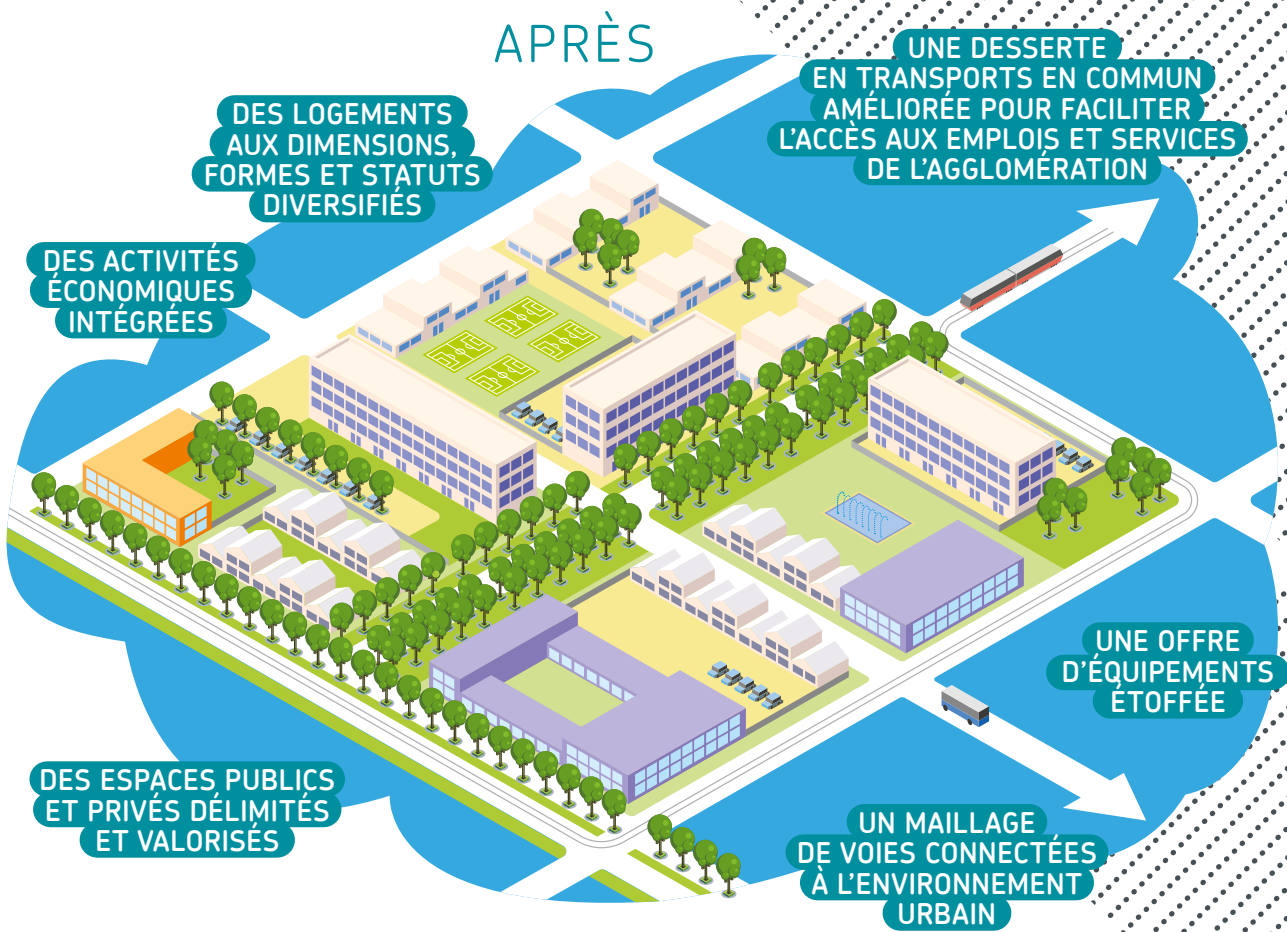 APRÈS
UNE DESSERTE
EN TRANSPORTS EN COMMUN
AMÉLIORÉE POUR FACILITER
L'ACCÈS AUX EMPLOIS ET SERVICES
DE L'AGGLOMÉRATION
DES LOGEMENTS
AUX DIMENSIONS,
FORMES ET STATUTS
DIVERSIFIÉS
DES ACTIVITÉS
ÉCONOMIQUES
INTÉGRÉES
UNE OFFRE
D'ÉQUIPEMENTS
ÉTOFFÉE
DES ESPACES PUBLICS
ET PRIVÉS DÉLIMITÉS
ET VALORISÉS
UN MAILLAGE
DE VOIES CONNECTÉES
À L'ENVIRONNEMENT
URBAIN